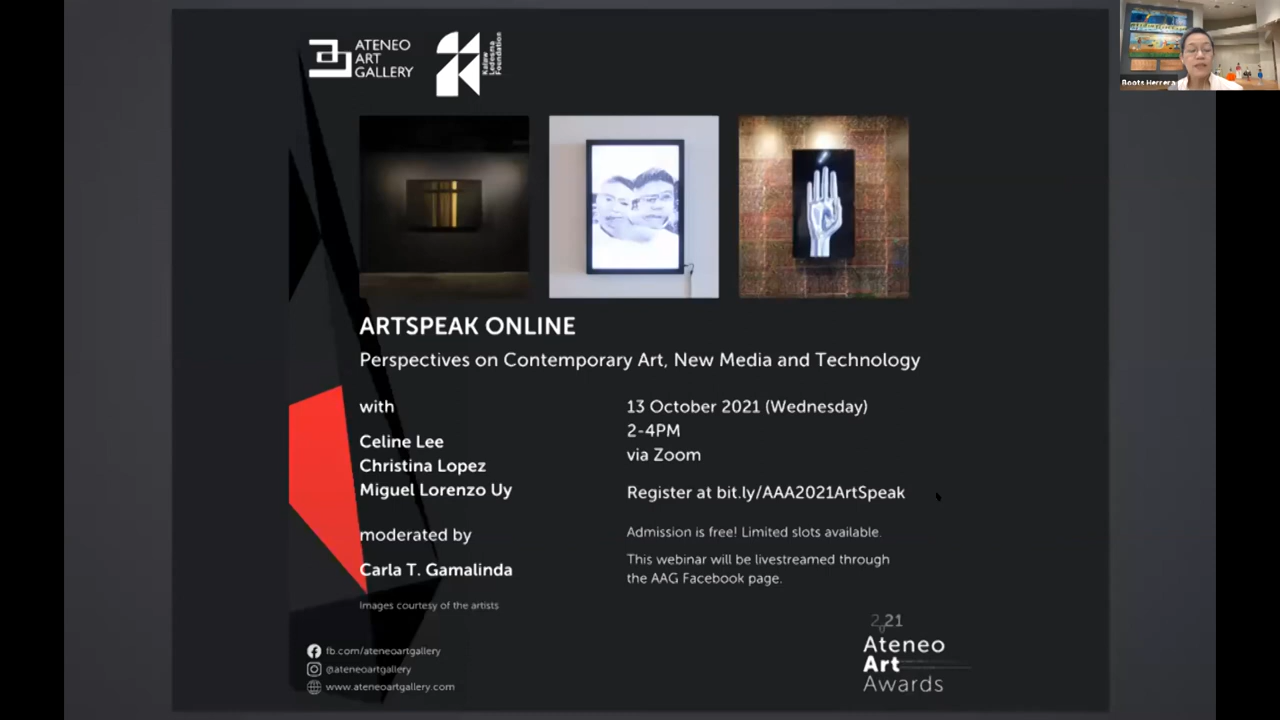 ATENEO
ART
GALLERY
Kalaw
Ledesma
Foundation
Boots Herrera
ARTSPEAK ONLINE
Perspectives on Contemporary Art, New Media and Technology
with
Celine Lee
Christina Lopez
Miguel Lorenzo Uy
moderated by
Carla T. Gamalinda
Images courtesy of the artists
13 October 2021 (Wednesday)
2-4PM
via Zoom
Register at bit.ly/AAA2021ArtSpeak
Admission is free! Limited slots available.
This webinar will be livestreamed through
the AAG Facebook page.
fb.com/ateneoartgallery
@ateneoartgallery
www.ateneoartgallery.com
2021
Ateneo
Art
Awards